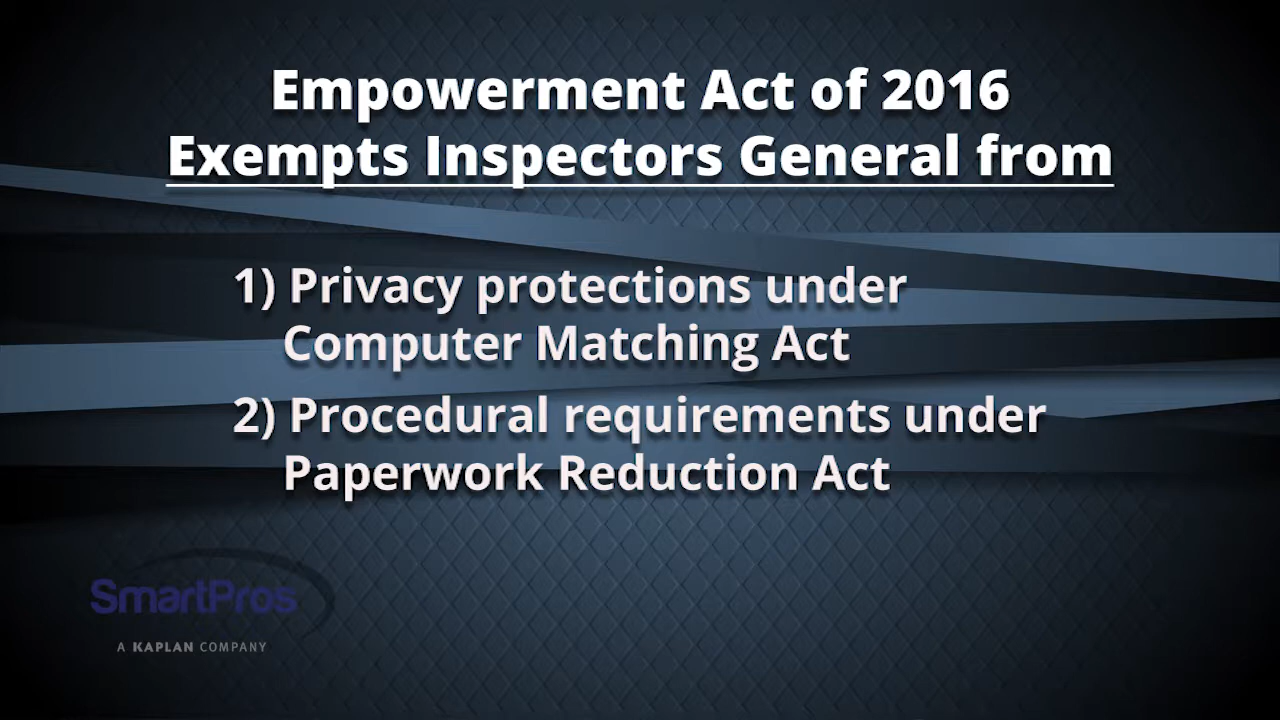 Empowerment Act of 2016
Exempts Inspectors General from
1) Privacy protections under
Computer Matching Act
2) Procedural requirements under
Paperwork Reduction Act
SmartPros
A KAPLAN COMPANY